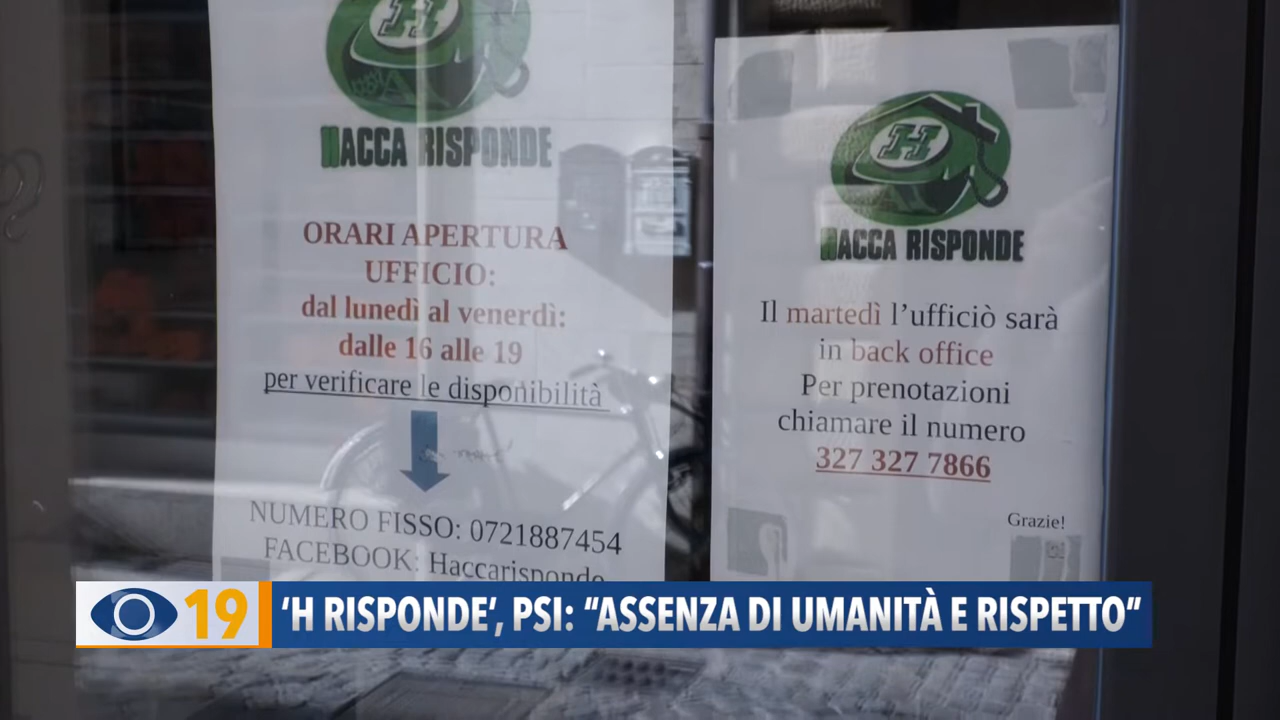 H
HACCA RISPONDE
ORARI APERTURA
UFFICIO:
dal lunedì al venerdì:
dalle 16 alle 19
per verificare le disponibilità
NUMERO FISSO: 0721887454
FACEBOOK: Haccarisponde
H
HACCA RISPONDE
Il martedì l’ufficiò sarà
in back office
Per prenotazioni
chiamare il numero
327 327 7866
Grazie!
19
‘H RISPONDE’, PSI: “ASSENZA DI UMANITÀ E RISPETTO”